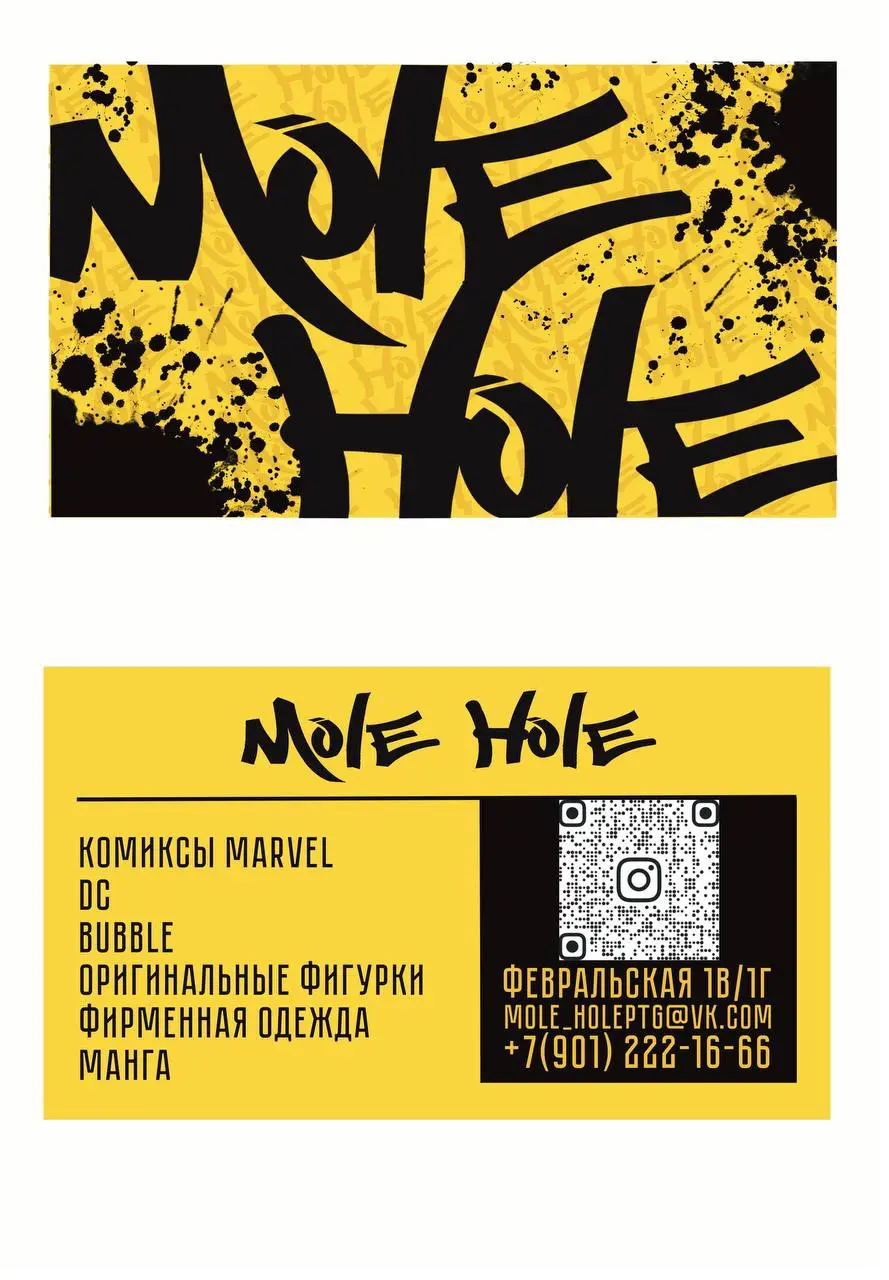 MOLE
HOLE
MOLE HOLE
КОМИКСЫ MARVEL
DC
BUBBLE
ОРИГИНАЛЬНЫЕ ФИГУРКИ
ФИРМЕННАЯ ОДЕЖДА
МАНГА
ФЕВРАЛЬСКАЯ 1В/1Г
MOLE_HOLEPTG@VK.COM
+7(901) 222-16-66